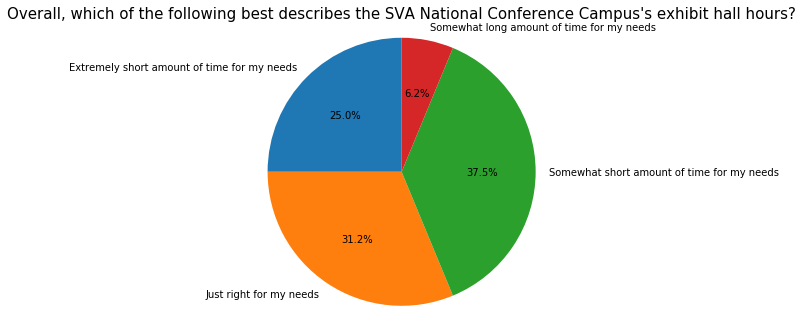 Overall, which of the following best describes the SVA National Conference Campus's exhibit hall hours?
Somewhat long amount of time for my needs
Extremely short amount of time for my needs
6.2%
25.0%
37.5%
Somewhat short amount of time for my needs
31.2%
Just right for my needs